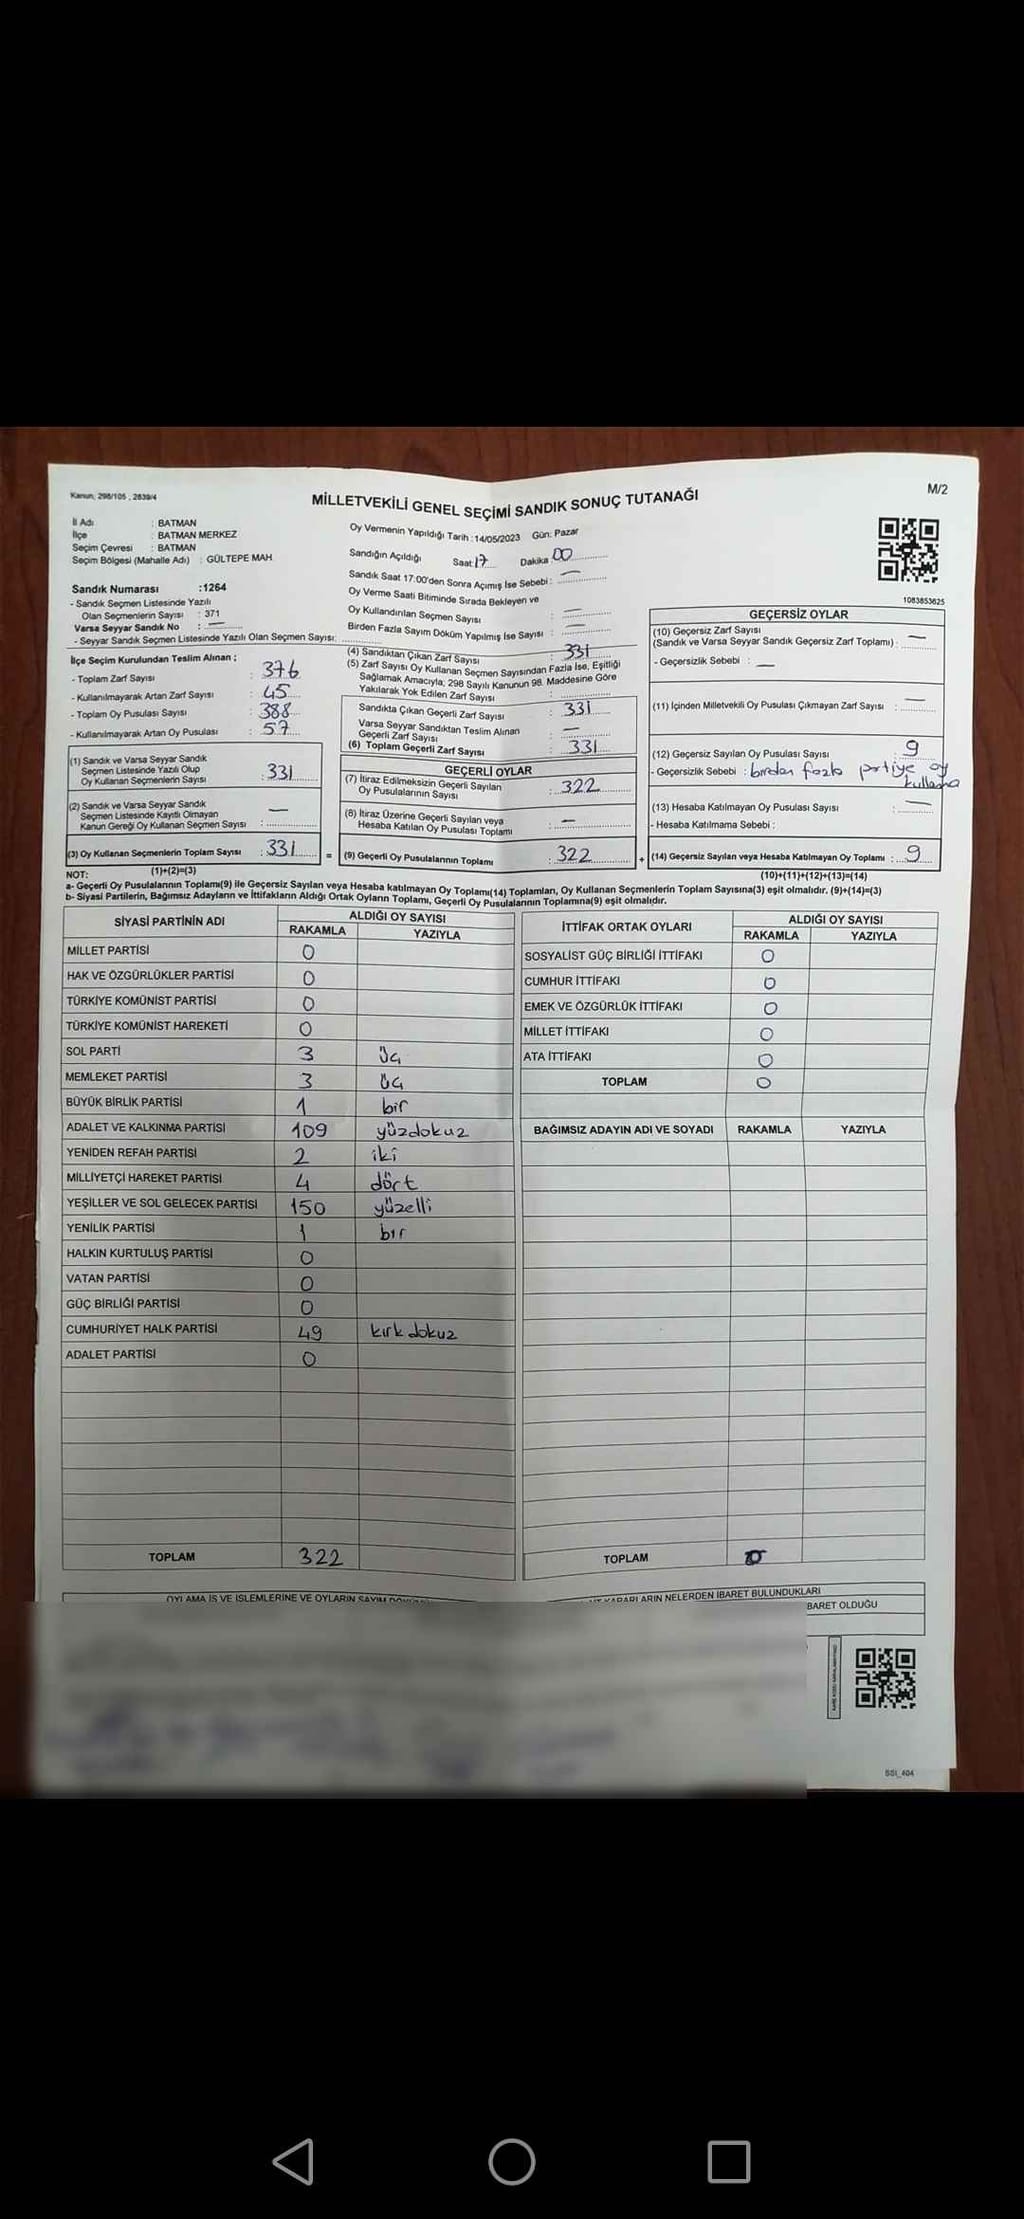 Kanun; 298/105 , 2839/4
MİLLETVEKİLİ GENEL SEÇİMİ SANDIK SONUÇ TUTANAĞI
M/2
İl Adı : BATMAN
İlçe : BATMAN MERKEZ
Seçim Çevresi : BATMAN
Seçim Bölgesi (Mahalle Adı) : GÜLTEPE MAH
Sandık Numarası :1264
- Sandık Seçmen Listesinde Yazılı
Olan Seçmenlerin Sayısı : 371
Varsa Seyyar Sandık No : —
- Seyyar Sandık Seçmen Listesinde Yazılı Olan Seçmen Sayısı:
Oy Vermenin Yapıldığı Tarih :14/05/2023 Gün: Pazar
Sandığın Açıldığı Saat:17 Dakika 00
Sandık Saat 17:00'den Sonra Açımış İse Sebebi : —
Oy Verme Saati Bitiminde Sırada Bekleyen ve
Oy Kullandırılan Seçmen Sayısı : —
Birden Fazla Sayım Döküm Yapılmış İse Sayısı : —
1083853625
İlçe Seçim Kurulundan Teslim Alınan ;
- Toplam Zarf Sayısı : 376
- Kullanılmayarak Artan Zarf Sayısı : 45
- Toplam Oy Pusulası Sayısı : 388
- Kullanılmayarak Artan Oy Pusulası : 57
(4) Sandıktan Çıkan Zarf Sayısı : 331
(5) Zarf Sayısı Oy Kullanan Seçmen Sayısından Fazla İse, Eşitliği
Sağlamak Amacıyla; 298 Sayılı Kanunun 98. Maddesine Göre
Yakılarak Yok Edilen Zarf Sayısı :
Sandıkta Çıkan Geçerli Zarf Sayısı : 331
Varsa Seyyar Sandıktan Teslim Alınan
Geçerli Zarf Sayısı : —
(6) Toplam Geçerli Zarf Sayısı : 331
GEÇERSİZ OYLAR
(10) Geçersiz Zarf Sayısı
(Sandık ve Varsa Seyyar Sandık Geçersiz Zarf Toplamı) : —
- Geçersizlik Sebebi : —
(11) İçinden Milletvekili Oy Pusulası Çıkmayan Zarf Sayısı : —
(12) Geçersiz Sayılan Oy Pusulası Sayısı : 9
- Geçersizlik Sebebi : birden fazla partiye oy
kullama
(13) Hesaba Katılmayan Oy Pusulası Sayısı : —
- Hesaba Katılmama Sebebi :
(1) Sandık ve Varsa Seyyar Sandık
Seçmen Listesinde Yazılı Olup
Oy Kullanan Seçmenlerin Sayısı : 331
(2) Sandık ve Varsa Seyyar Sandık
Seçmen Listesinde Kayıtlı Olmayan
Kanun Gereği Oy Kullanan Seçmen Sayısı : —
GEÇERLİ OYLAR
(7) İtiraz Edilmeksizin Geçerli Sayılan
Oy Pusulalarının Sayısı : 322
(8) İtiraz Üzerine Geçerli Sayılan veya
Hesaba Katılan Oy Pusulası Toplamı : —
(3) Oy Kullanan Seçmenlerin Toplam Sayısı : 331 = (9) Geçerli Oy Pusulalarının Toplamı : 322 + (14) Geçersiz Sayılan veya Hesaba Katılmayan Oy Toplamı : 9
NOT: (1)+(2)=(3) (10)+(11)+(12)+(13)=(14)
a- Geçerli Oy Pusulalarının Toplamı(9) ile Geçersiz Sayılan veya Hesaba katılmayan Oy Toplamı(14) Toplamları, Oy Kullanan Seçmenlerin Toplam Sayısına(3) eşit olmalıdır. (9)+(14)=(3)
b- Siyasi Partilerin, Bağımsız Adayların ve İttifakların Aldığı Ortak Oyların Toplamı, Geçerli Oy Pusulalarının Toplamına(9) eşit olmalıdır.
SİYASİ PARTİNİN ADI ALDIĞI OY SAYISI
RAKAMLA YAZIYLA
MİLLET PARTİSİ 0
HAK VE ÖZGÜRLÜKLER PARTİSİ 0
TÜRKİYE KOMÜNİST PARTİSİ 0
TÜRKİYE KOMÜNİST HAREKETİ 0
SOL PARTİ 3 üç
MEMLEKET PARTİSİ 3 üç
BÜYÜK BİRLİK PARTİSİ 1 bir
ADALET VE KALKINMA PARTİSİ 109 yüzdokuz
YENİDEN REFAH PARTİSİ 2 iki
MİLLİYETÇİ HAREKET PARTİSİ 4 dört
YEŞİLLER VE SOL GELECEK PARTİSİ 150 yüzelli
YENİLİK PARTİSİ 1 bir
HALKIN KURTULUŞ PARTİSİ 0
VATAN PARTİSİ 0
GÜÇ BİRLİĞİ PARTİSİ 0
CUMHURİYET HALK PARTİSİ 49 kırkdokuz
ADALET PARTİSİ 0
TOPLAM 322
İTTİFAK ORTAK OYLARI ALDIĞI OY SAYISI
RAKAMLA YAZIYLA
SOSYALİST GÜÇ BİRLİĞİ İTTİFAKI 0
CUMHUR İTTİFAKI 0
EMEK VE ÖZGÜRLÜK İTTİFAKI 0
MİLLET İTTİFAKI 0
ATA İTTİFAKI 0
TOPLAM 0
BAĞIMSIZ ADAYIN ADI VE SOYADI RAKAMLA YAZIYLA
TOPLAM 0
OYLAMA İŞ VE İŞLEMLERİNE VE OYLARIN SAYIM
KARARLARIN NELERDEN İBARET BULUNDUKLARI
BARET OLDUĞU
SSI_404